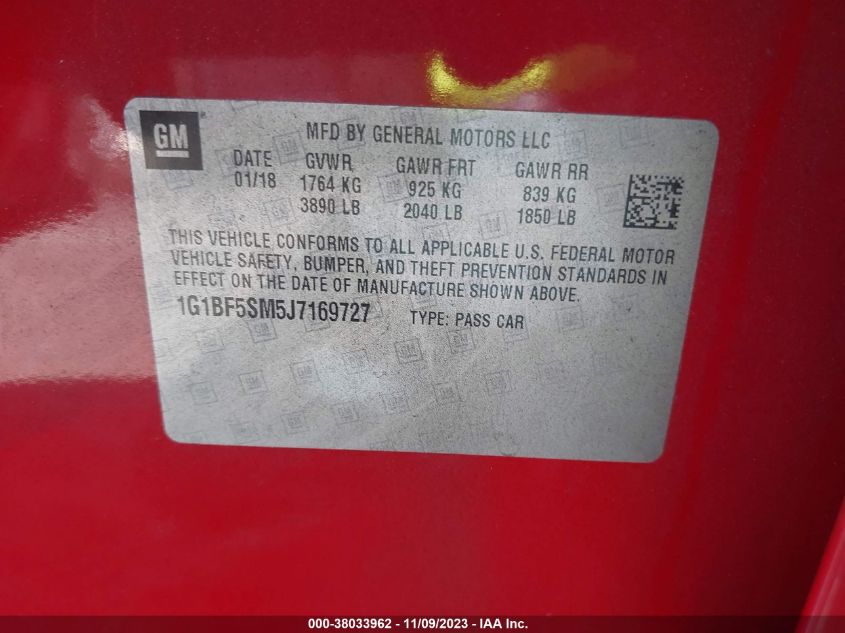 GM
MFD BY GENERAL MOTORS LLC
DATE GVWR GAWR FRT GAWR RR
01/18 1764 KG 925 KG 839 KG
3890 LB 2040 LB 1850 LB
THIS VEHICLE CONFORMS TO ALL APPLICABLE U.S. FEDERAL MOTOR
VEHICLE SAFETY, BUMPER, AND THEFT PREVENTION STANDARDS IN
EFFECT ON THE DATE OF MANUFACTURE SHOWN ABOVE.
1G1BF5SM5J7169727 TYPE: PASS CAR
000-38033962 - 11/09/2023 - IAA Inc.